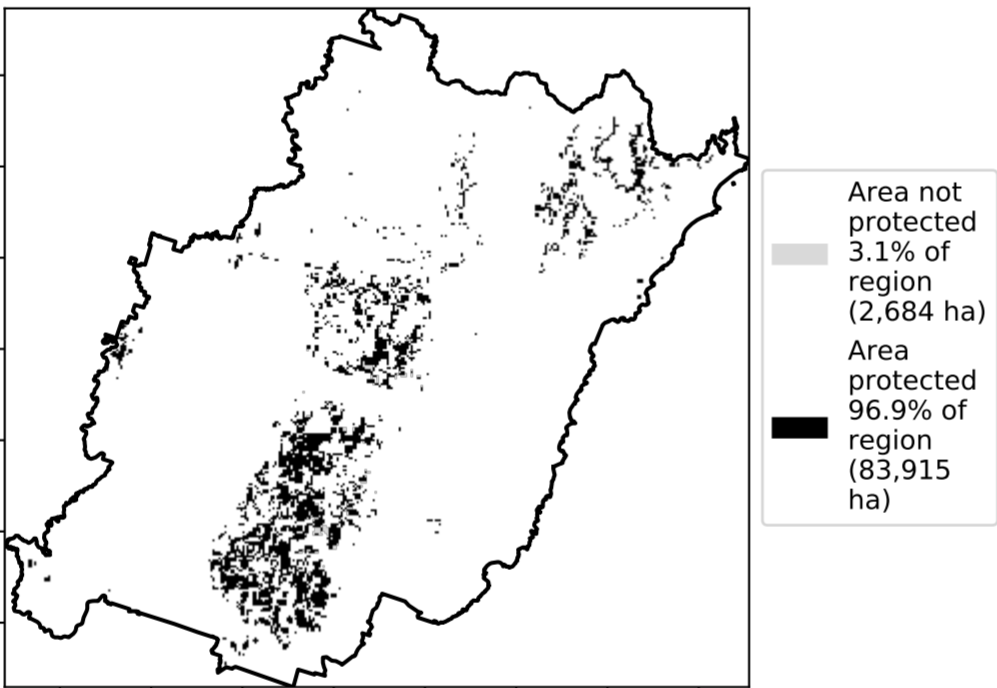 Area not
protected
3.1% of
region
(2,684 ha)
Area
protected
96.9% of
region
(83,915
ha)